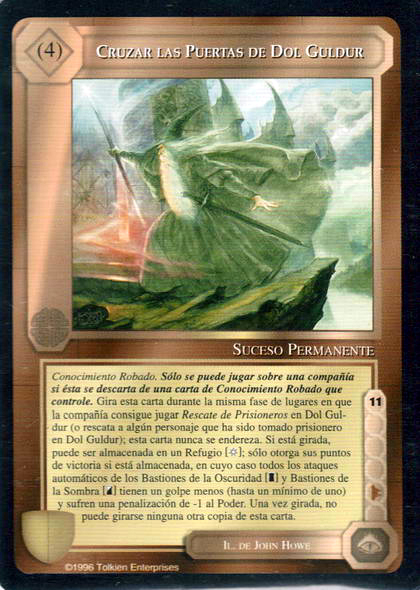 (4)
Cruzar las Puertas de Dol Guldur
Suceso Permanente
Conocimiento Robado. Sólo se puede jugar sobre una compañía
si ésta se descarta de una carta de Conocimiento Robado que
controle. Gira esta carta durante la misma fase de lugares en que
la compañía consigue jugar Rescate de Prisioneros en Dol Gul-
dur (o rescata a algún personaje que ha sido tomado prisionero
en Dol Guldur); esta carta nunca se endereza. Si está girada,
puede ser almacenada en un Refugio [ ]; sólo otorga sus puntos
de victoria si está almacenada, en cuyo caso todos los ataques
automáticos de los Bastiones de la Oscuridad [ ] y Bastiones de
la Sombra [ ] tienen un golpe menos (hasta un mínimo de uno)
y sufren una penalización de -1 al Poder. Una vez girada, no
puede girarse ninguna otra copia de esta carta.
11
Il. de John Howe
©1996 Tolkien Enterprises